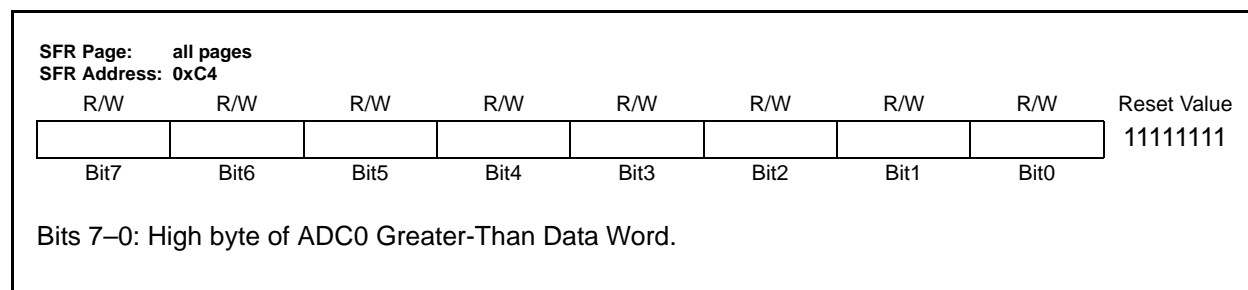 SFR Page: all pages
SFR Address: 0xC4
R/W R/W R/W R/W R/W R/W R/W R/W Reset Value
11111111
Bit7 Bit6 Bit5 Bit4 Bit3 Bit2 Bit1 Bit0
Bits 7–0: High byte of ADC0 Greater-Than Data Word.